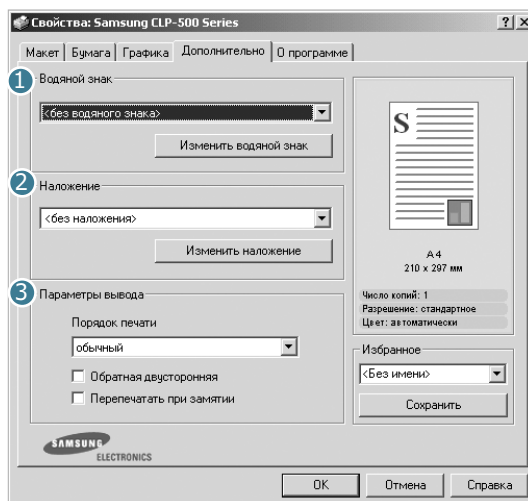 Свойства: Samsung CLP-500 Series
Макет Бумага Графика Дополнительно О программе
1 Водяной знак
<без водяного знака>
Изменить водяной знак
2 Наложение
<без наложения>
Изменить наложение
3 Параметры вывода
Порядок печати
обычный
Обратная двусторонняя
Перепечатать при замятии
SAMSUNG
ELECTRONICS
S
A4
210 x 297 мм
Число копий: 1
Разрешение: стандартное
Цвет: автоматически
Избранное
<Без имени>
Сохранить
OK Отмена Справка